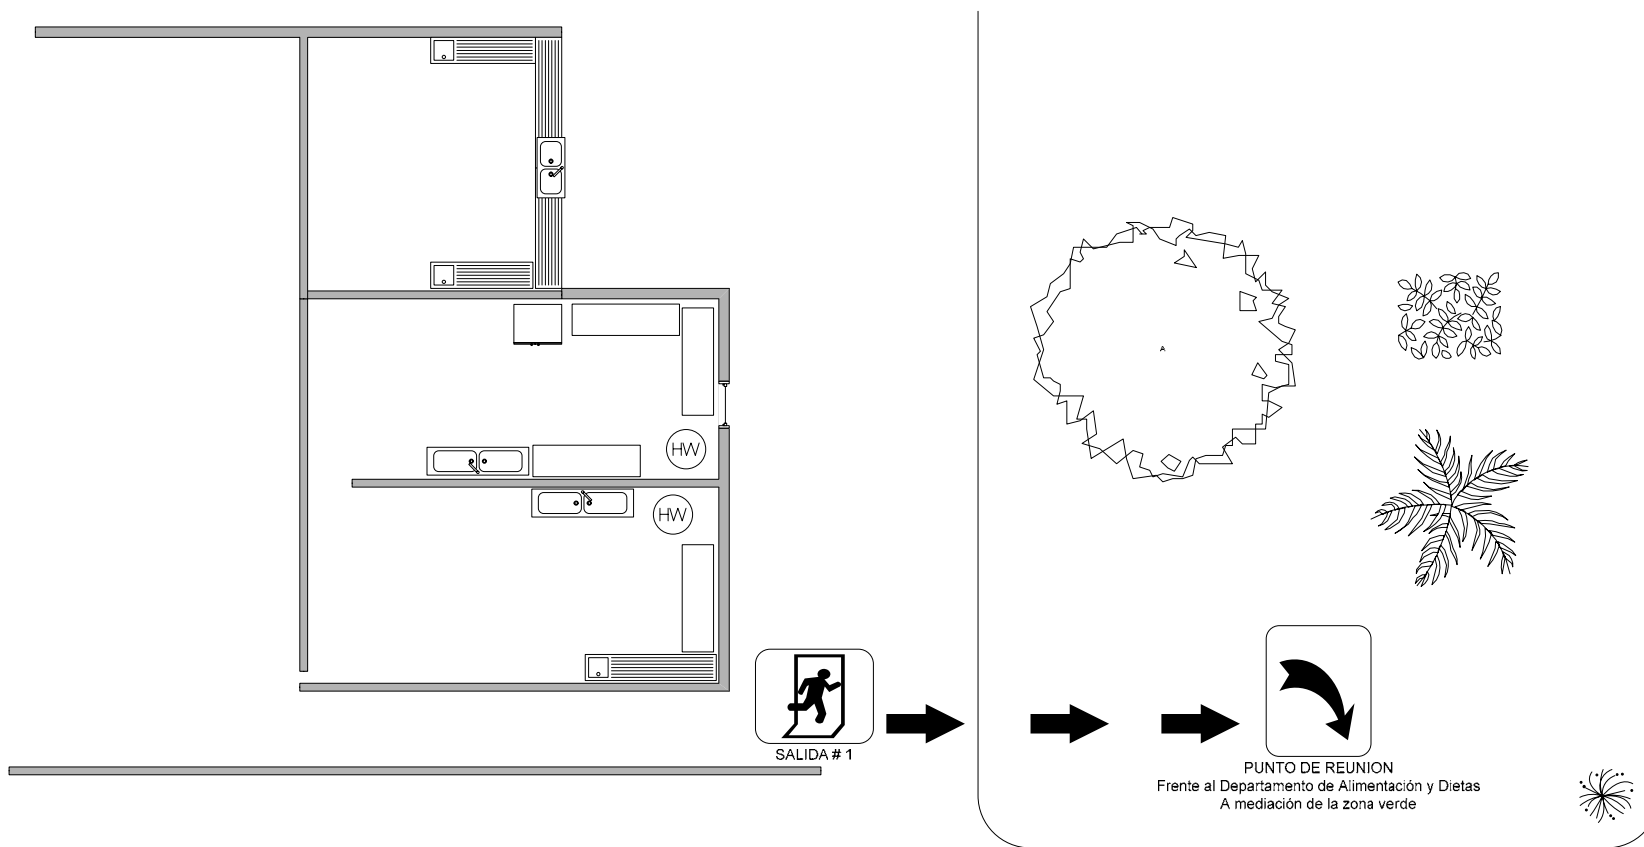 A
HW
HW
SALIDA # 1
PUNTO DE REUNION
Frente al Departamento de Alimentación y Dietas
A mediación de la zona verde